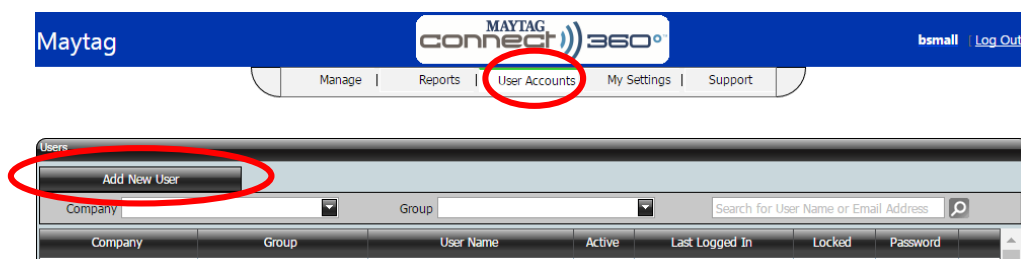 MAYTAG
Maytag connect 360° bsmall | Log Out
Manage | Reports | User Accounts My Settings | Support
Users
Add New User
Company Group Search for User Name or Email Address
Company Group User Name Active Last Logged In Locked Password